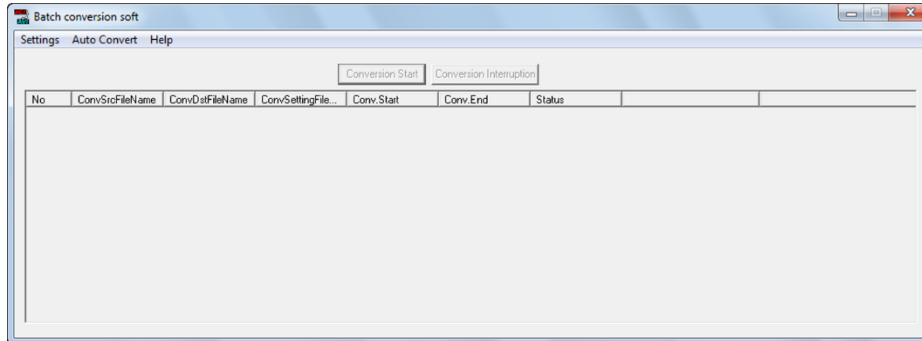 Batch conversion soft
Settings Auto Convert Help
Conversion Start Conversion Interruption
No ConvSrcFileName ConvDstFileName ConvSettingFile... Conv.Start Conv.End Status